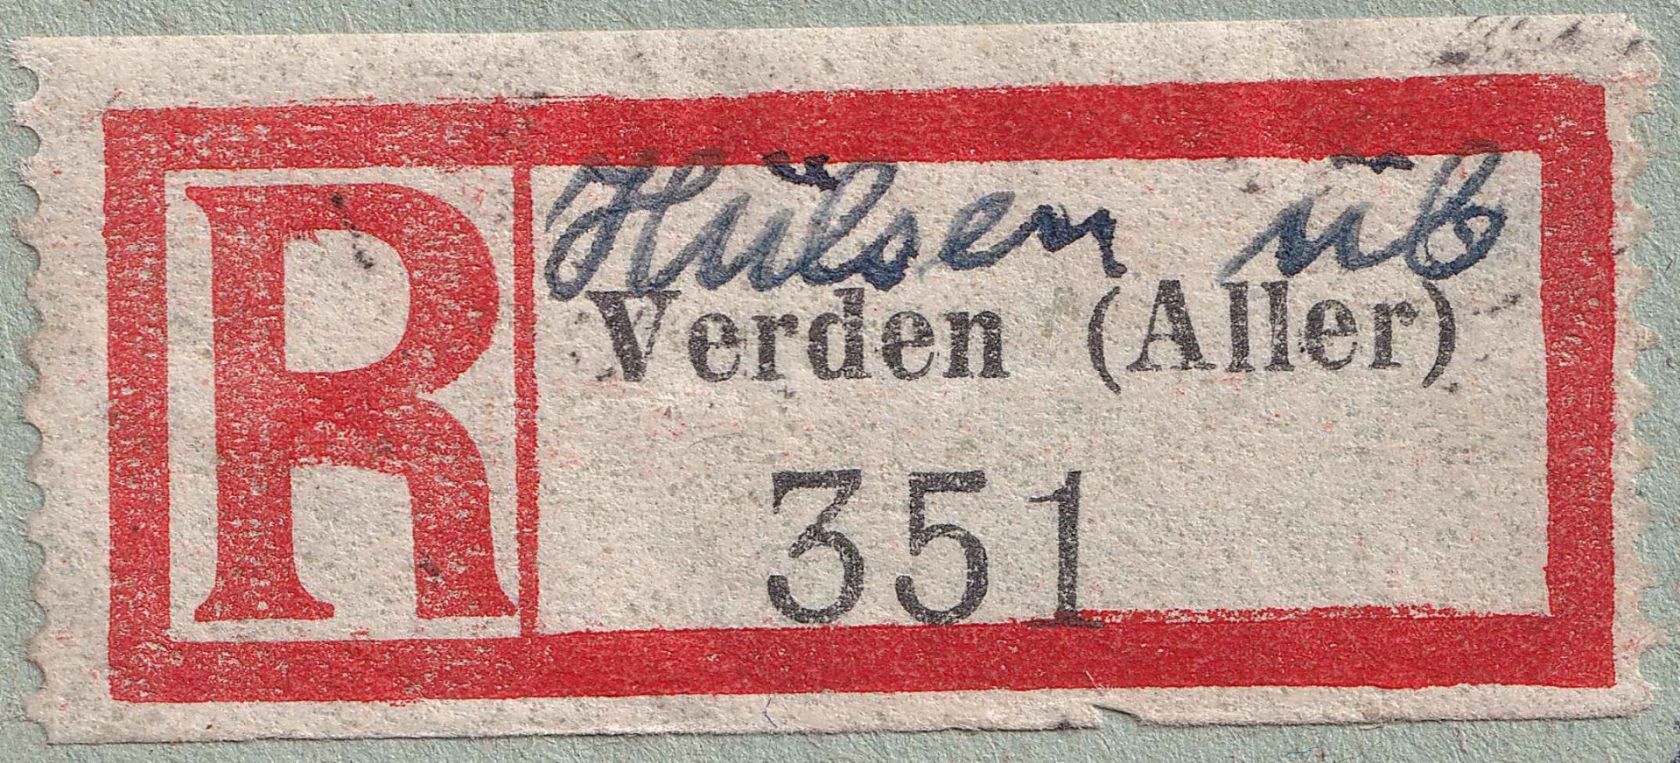 R
Hülsen üb
Verden (Aller)
351